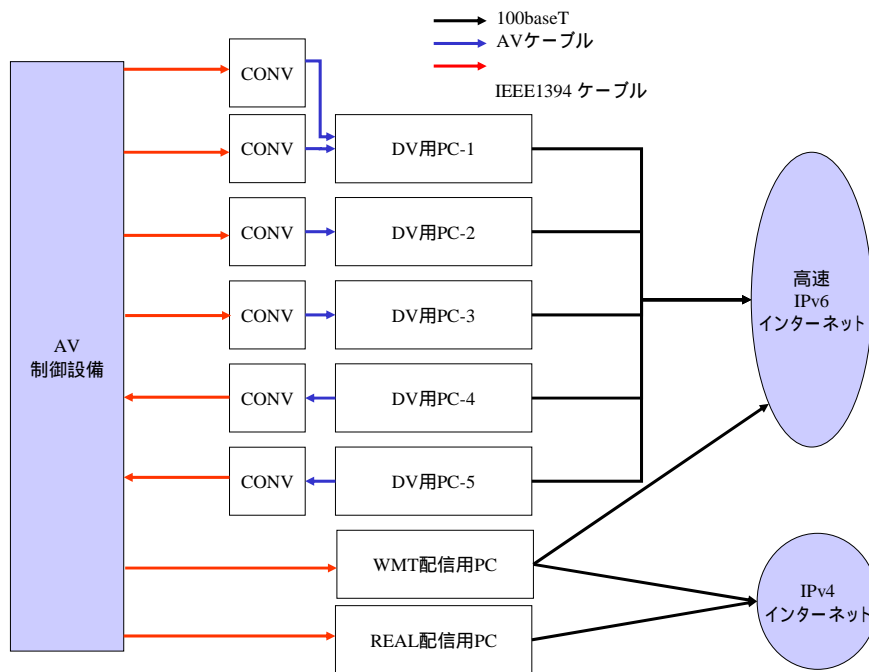 100baseT
AVケーブル
IEEE1394 ケーブル
CONV
CONV
DV用PC-1
CONV
DV用PC-2
CONV
DV用PC-3
CONV
DV用PC-4
CONV
DV用PC-5
WMT配信用PC
REAL配信用PC
AV
制御設備
高速
IPv6
インターネット
IPv4
インターネット